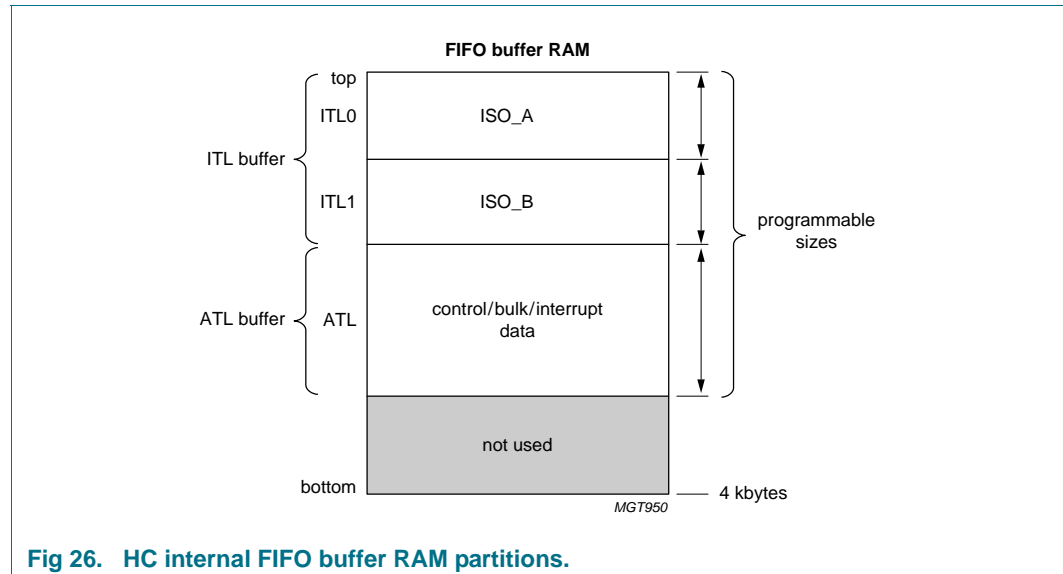 FIFO buffer RAM
top
ITL buffer
ITL0
ISO_A
ITL1
ISO_B
programmable
sizes
ATL buffer
ATL
control/bulk/interrupt
data
not used
bottom
4 kbytes
MGT950
Fig 26. HC internal FIFO buffer RAM partitions.